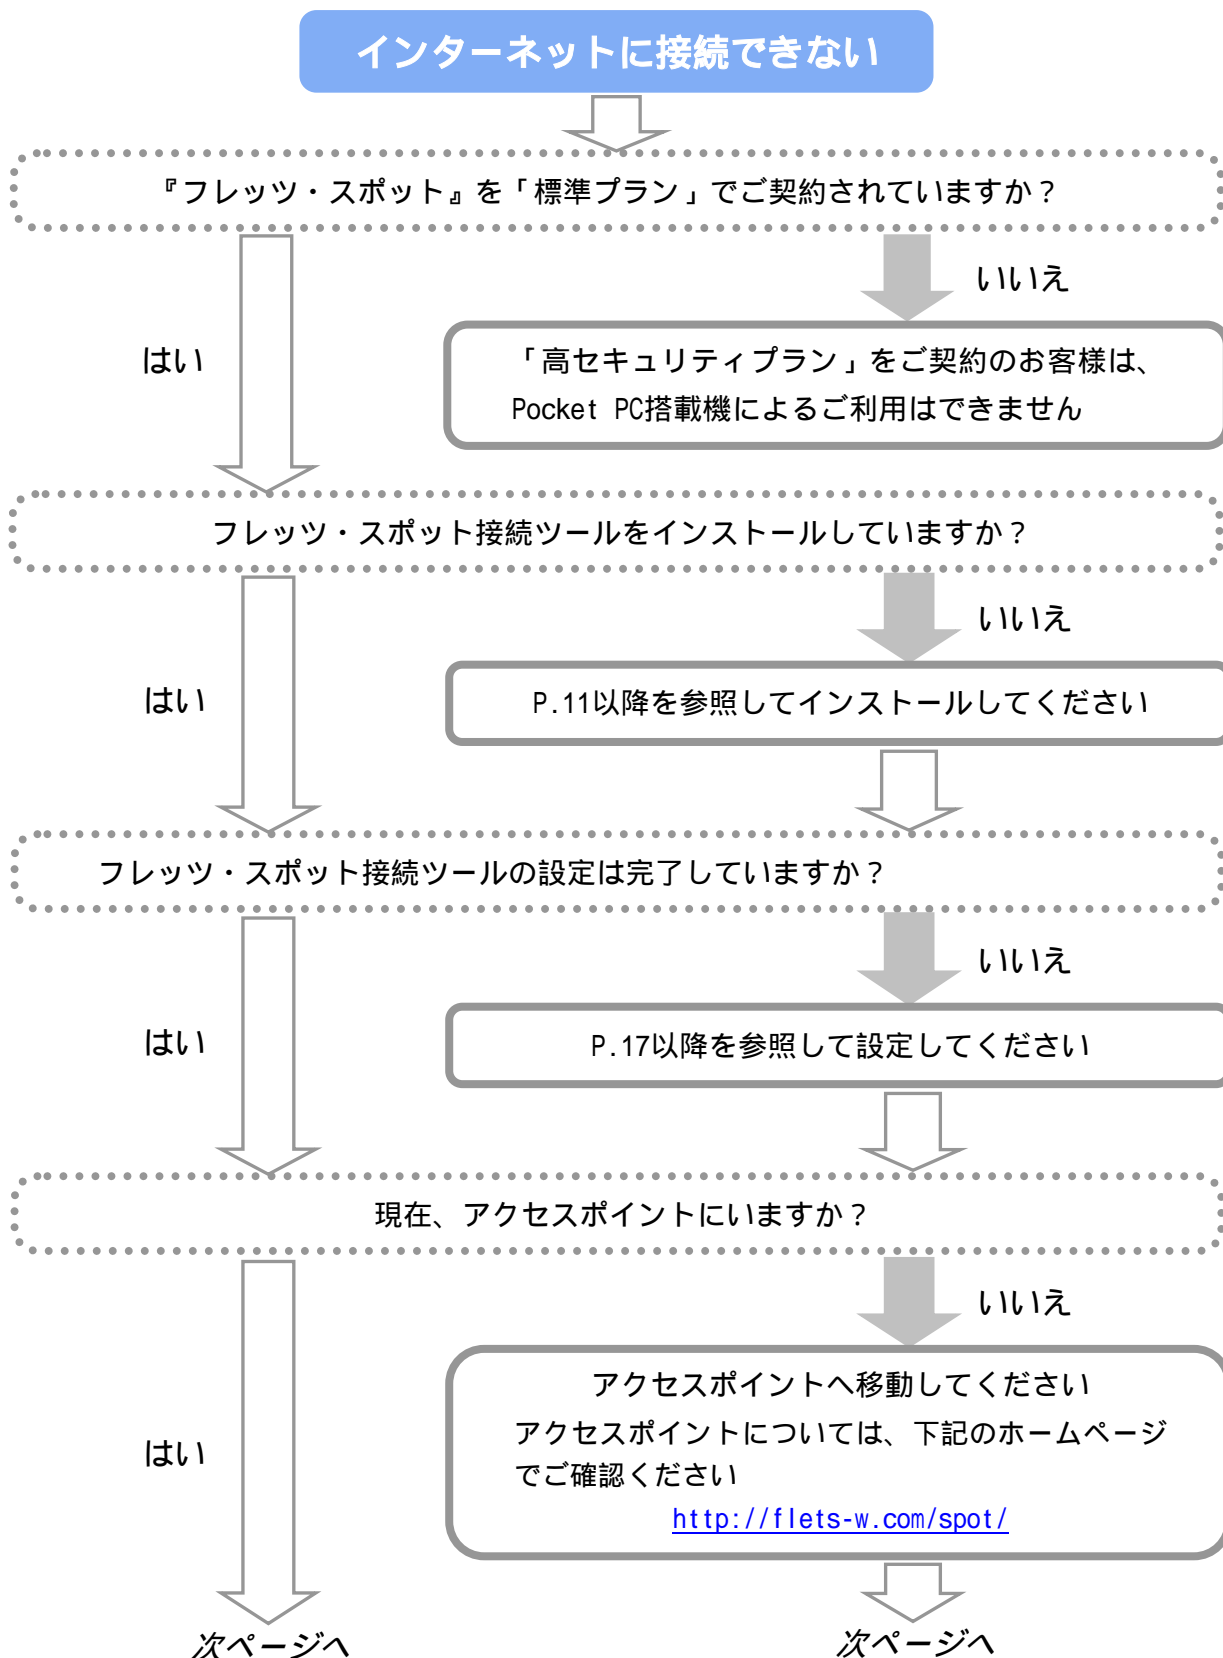 インターネットに接続できない
『フレッツ・スポット』を「標準プラン」でご契約されていますか？
いいえ
はい
「高セキュリティプラン」をご契約のお客様は、
Pocket PC搭載機によるご利用はできません
フレッツ・スポット接続ツールをインストールしていますか？
いいえ
はい
P.11以降を参照してインストールしてください
フレッツ・スポット接続ツールの設定は完了していますか？
いいえ
はい
P.17以降を参照して設定してください
現在、アクセスポイントにいますか？
いいえ
はい
アクセスポイントへ移動してください
アクセスポイントについては、下記のホームページ
でご確認ください
http://flets-w.com/spot/
次ページへ
次ページへ